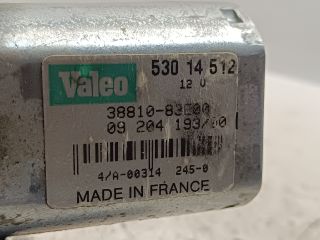 Valeo 530 14 512
12 V
38810-83E00
09 204 193/00
4/A-00314 245-0
MADE IN FRANCE